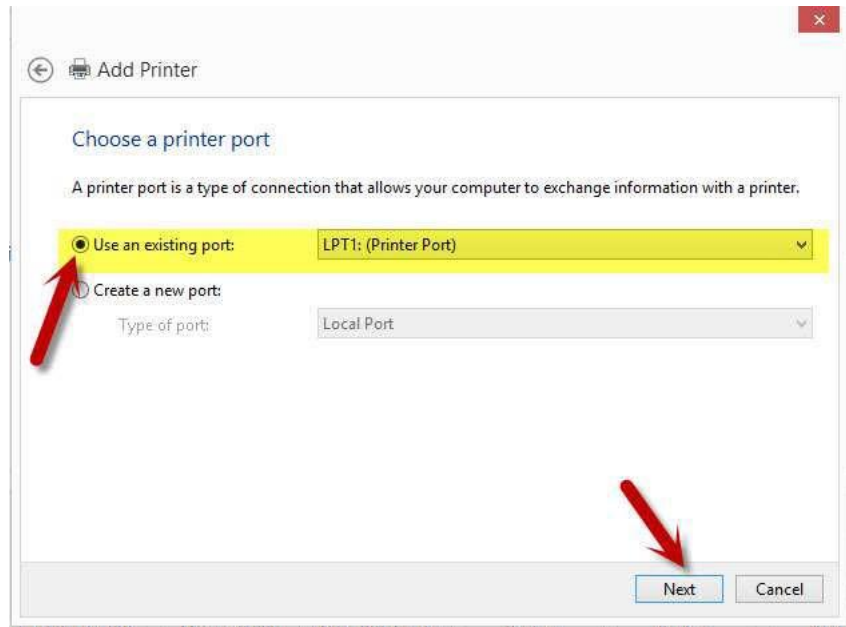 Add Printer
Choose a printer port
A printer port is a type of connection that allows your computer to exchange information with a printer.
Use an existing port: LPT1: (Printer Port)
Create a new port:
Type of port: Local Port
Next Cancel